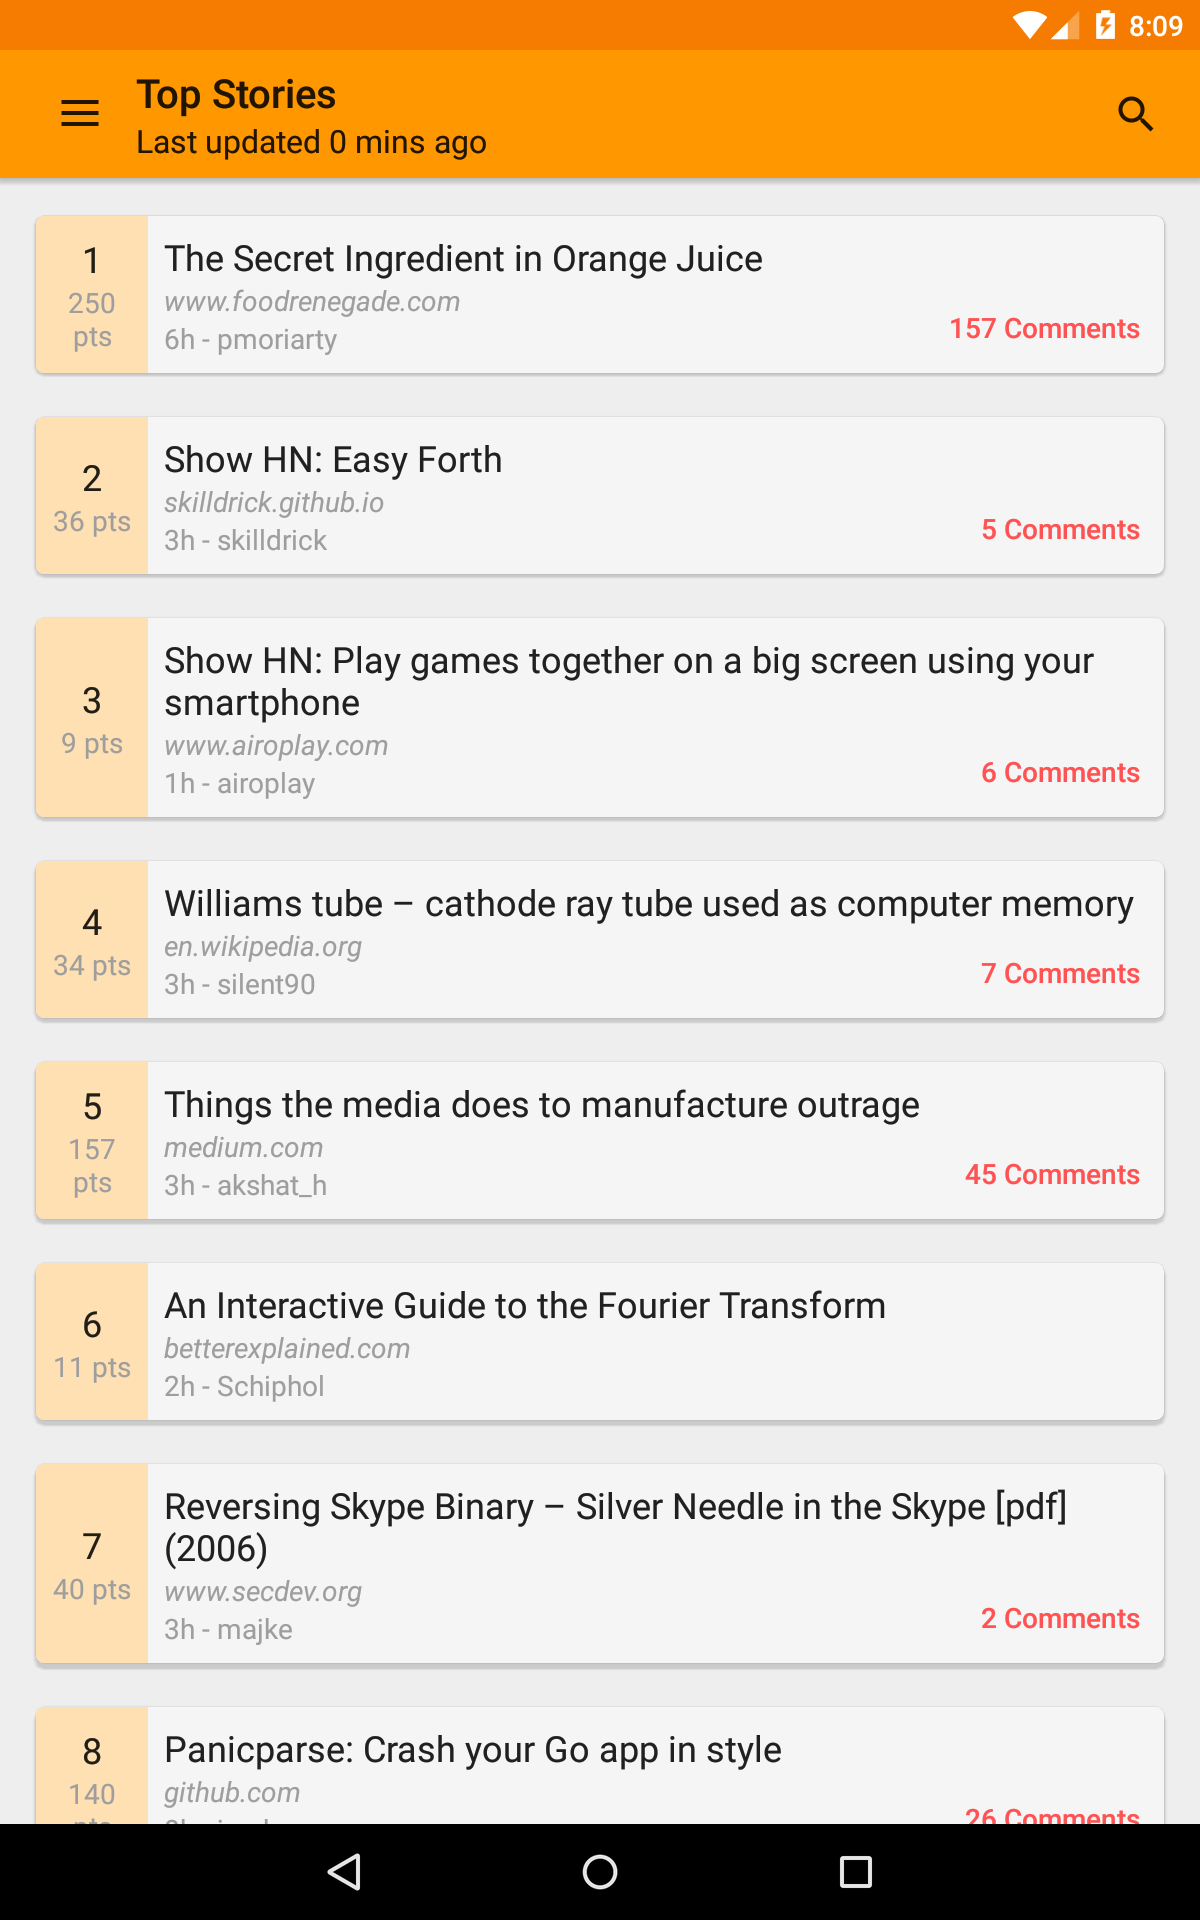 8:09
Top Stories
Last updated 0 mins ago
1
250
pts
The Secret Ingredient in Orange Juice
www.foodrenegade.com
6h - pmoriarty
157 Comments
2
36 pts
Show HN: Easy Forth
skilldrick.github.io
3h - skilldrick
5 Comments
3
9 pts
Show HN: Play games together on a big screen using your
smartphone
www.airoplay.com
1h - airoplay
6 Comments
4
34 pts
Williams tube – cathode ray tube used as computer memory
en.wikipedia.org
3h - silent90
7 Comments
5
157
pts
Things the media does to manufacture outrage
medium.com
3h - akshat_h
45 Comments
6
11 pts
An Interactive Guide to the Fourier Transform
betterexplained.com
2h - Schiphol
7
40 pts
Reversing Skype Binary – Silver Needle in the Skype [pdf]
(2006)
www.secdev.org
3h - majke
2 Comments
8
140
pts
Panicparse: Crash your Go app in style
github.com
26 Comments